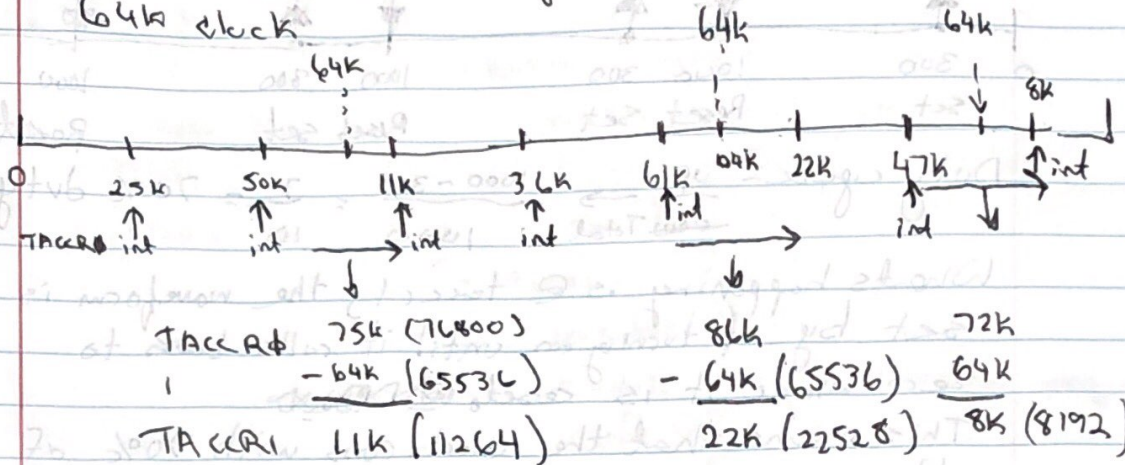 64k clock
64k 64k 64k
8k
0 25k 50k 11k 36k 61k 64k 22k 47k
TACCR0 int int int int int int int
TACCR0 75k (76800) 86k 72k
1 - 64k (65536) - 64k (65536) 64k
TACCR1 11k (11264) 22k (22528) 8k (8192)